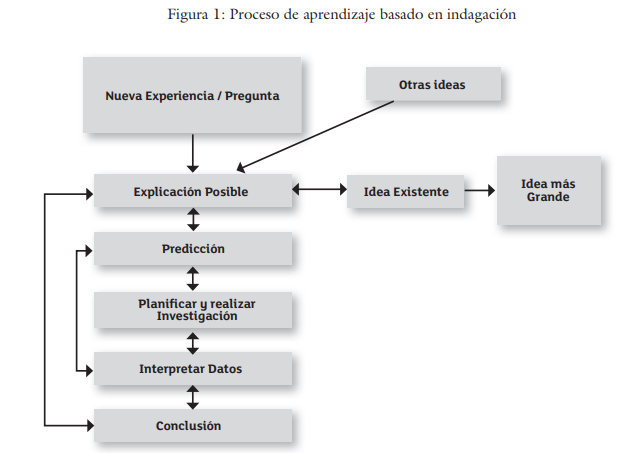 Figura 1: Proceso de aprendizaje basado en indagación
Nueva Experiencia / Pregunta
Otras ideas
Explicación Posible
Idea Existente
Idea más
Grande
Predicción
Planificar y realizar
Investigación
Interpretar Datos
Conclusión